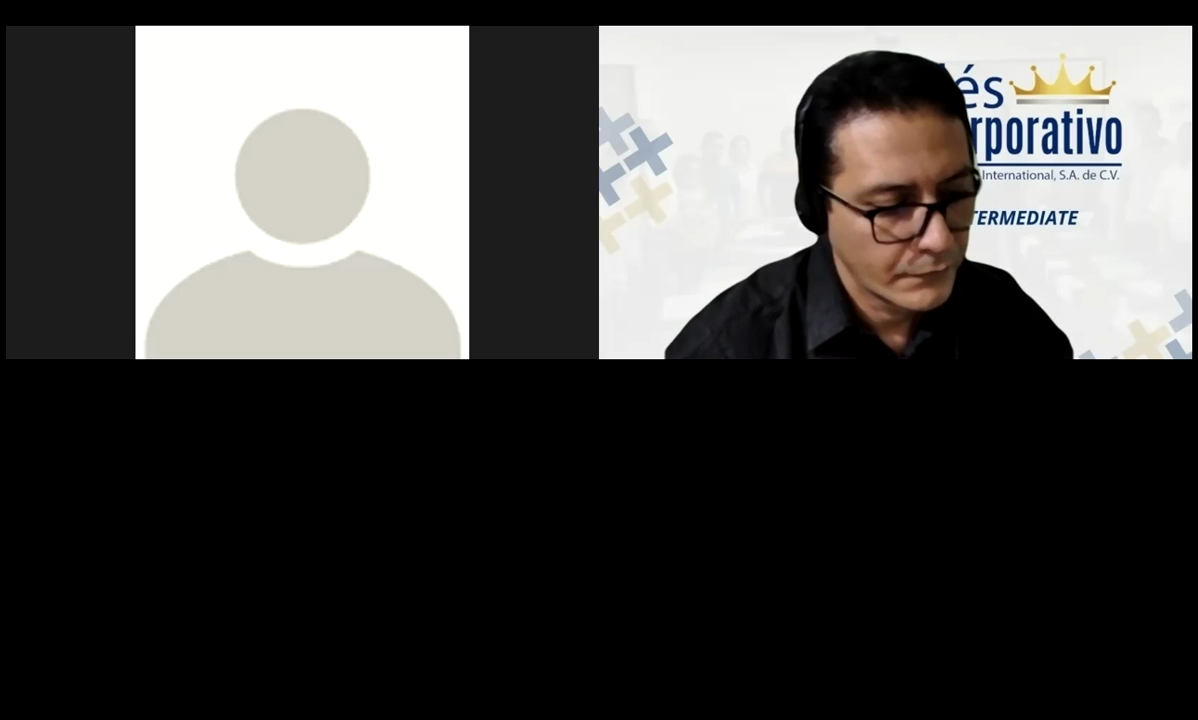 és
rporativo
International, S.A. de C.V.
TERMEDIATE